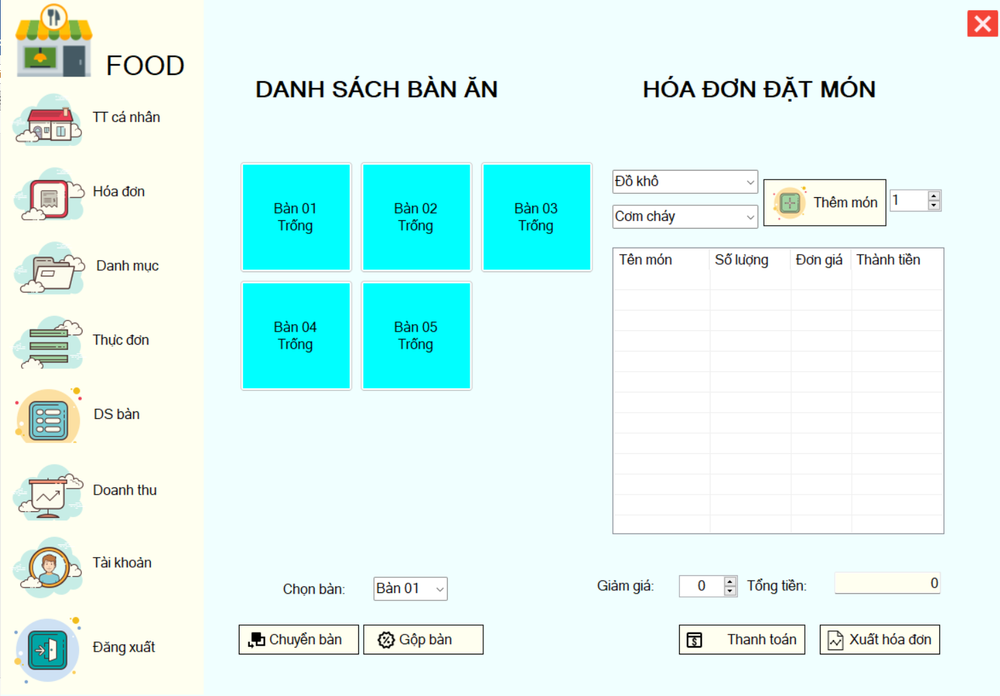 FOOD
TT cá nhân
Hóa đơn
Danh mục
Thực đơn
DS bàn
Doanh thu
Tài khoản
Đăng xuất
DANH SÁCH BÀN ĂN
Bàn 01
Trống
Bàn 02
Trống
Bàn 03
Trống
Bàn 04
Trống
Bàn 05
Trống
Chọn bàn: Bàn 01
Chuyển bàn
Gộp bàn
HÓA ĐƠN ĐẶT MÓN
Đồ khô
Cơm cháy
Thêm món
1
Tên món Số lượng Đơn giá Thành tiền
Giảm giá: 0 Tổng tiền: 0
Thanh toán
Xuất hóa đơn